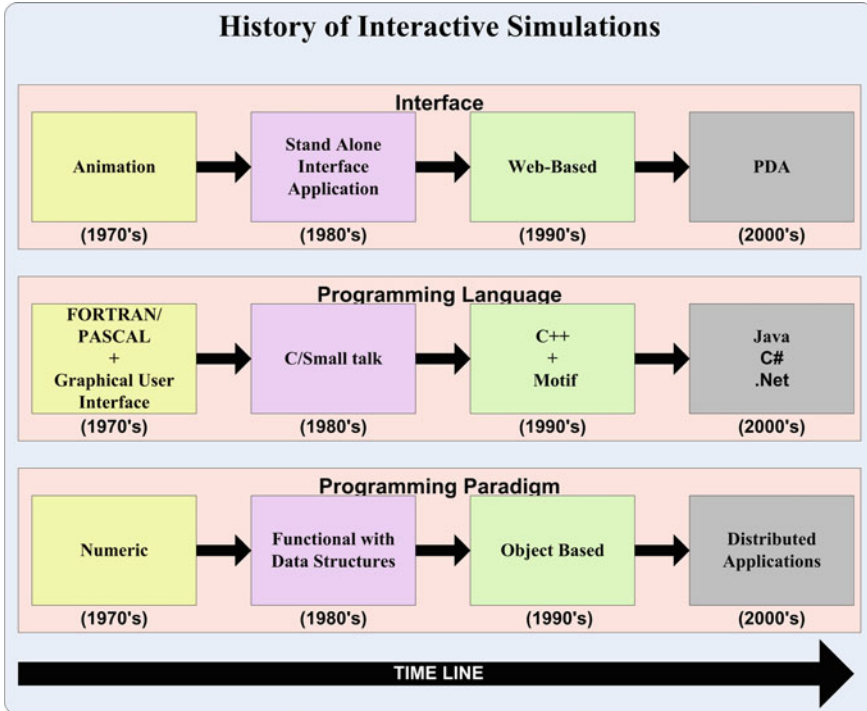 History of Interactive Simulations
Interface
Animation
Stand Alone
Interface
Application
Web-Based
PDA
(1970's)
(1980's)
(1990's)
(2000's)
Programming Language
FORTRAN/
PASCAL
+
Graphical User
Interface
C/Small talk
C++
+
Motif
Java
C#
.Net
(1970's)
(1980's)
(1990's)
(2000's)
Programming Paradigm
Numeric
Functional with
Data Structures
Object Based
Distributed
Applications
(1970's)
(1980's)
(1990's)
(2000's)
TIME LINE